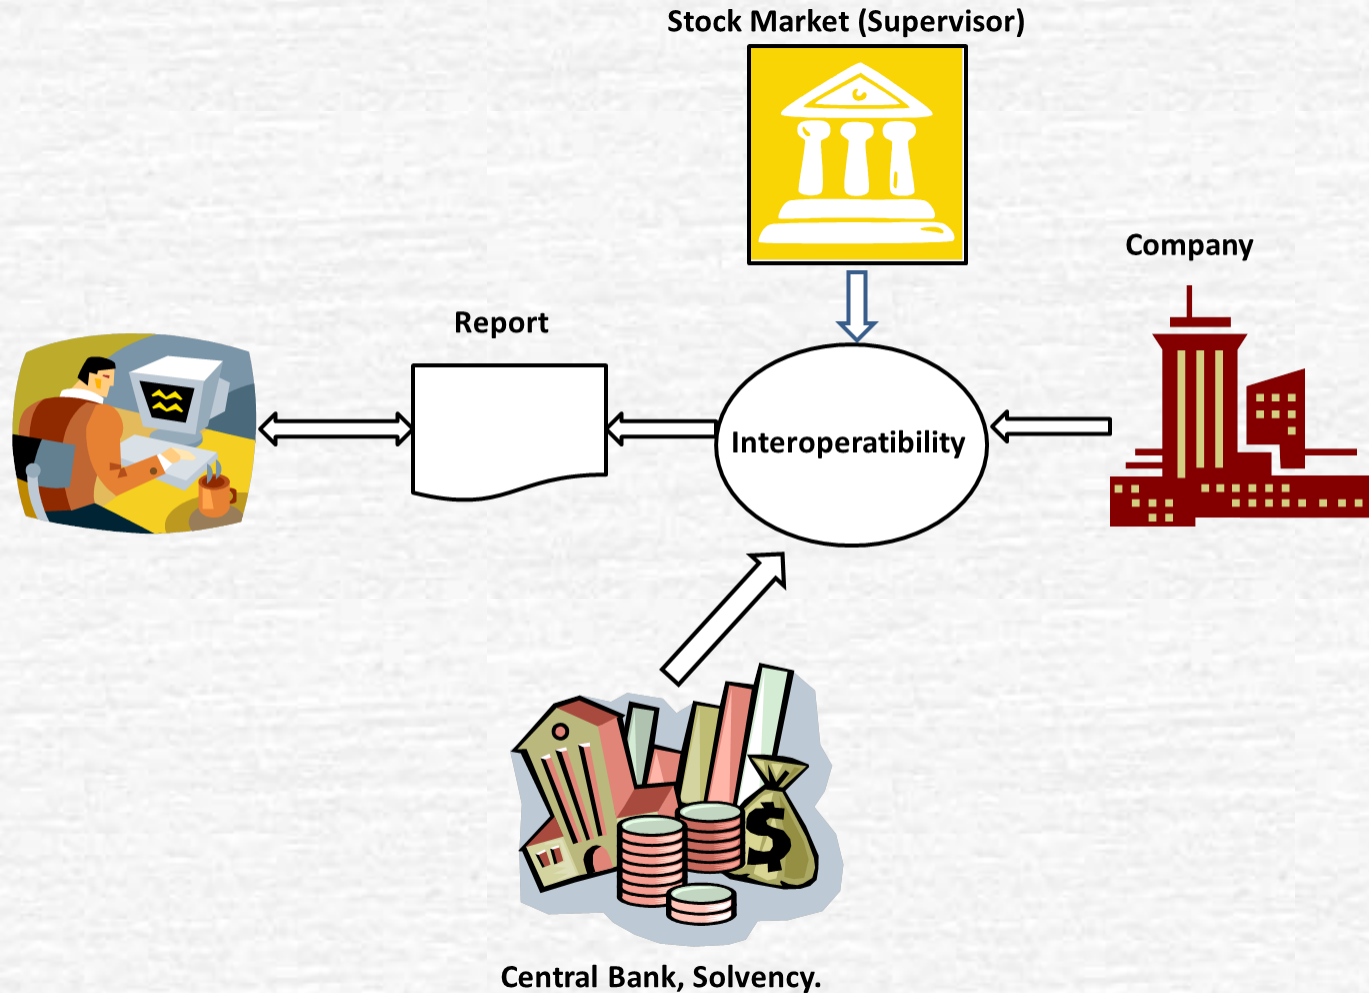 Stock Market (Supervisor)
Company
Report
Interoperatibility
$
Central Bank, Solvency.